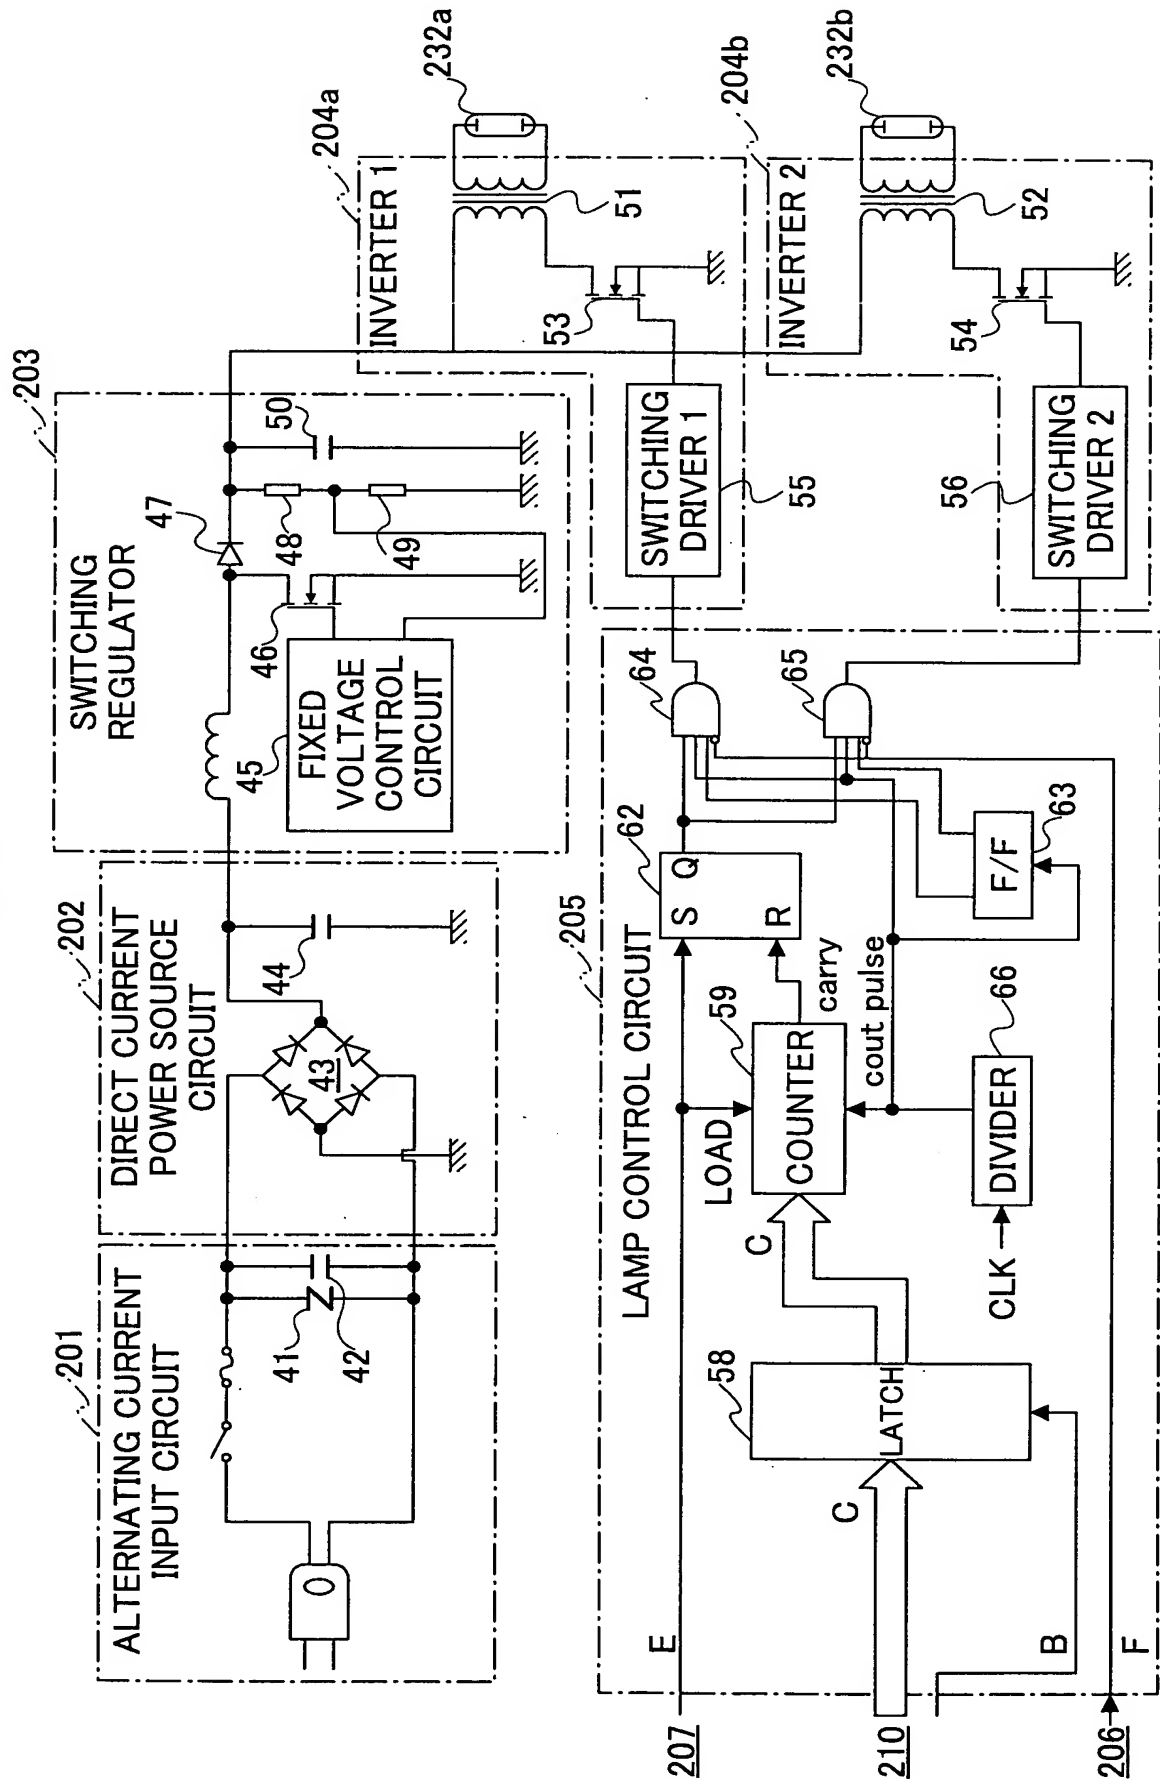 201
ALTERNATING CURRENT
INPUT CIRCUIT
41
42
202
DIRECT CURRENT
POWER SOURCE
CIRCUIT
43
44
203
SWITCHING
REGULATOR
45
FIXED
VOLTAGE
CONTROL
CIRCUIT
46
47
48
49
50
204a
INVERTER 1
232a
51
53
SWITCHING
DRIVER 1
55
204b
INVERTER 2
232b
52
54
SWITCHING
DRIVER 2
56
205
LAMP CONTROL CIRCUIT
207
E
210
C
B
206
F
58
LATCH
C
LOAD
59
COUNTER
carry
cout pulse
CLK
DIVIDER
66
62
S
Q
R
F/F
63
64
65